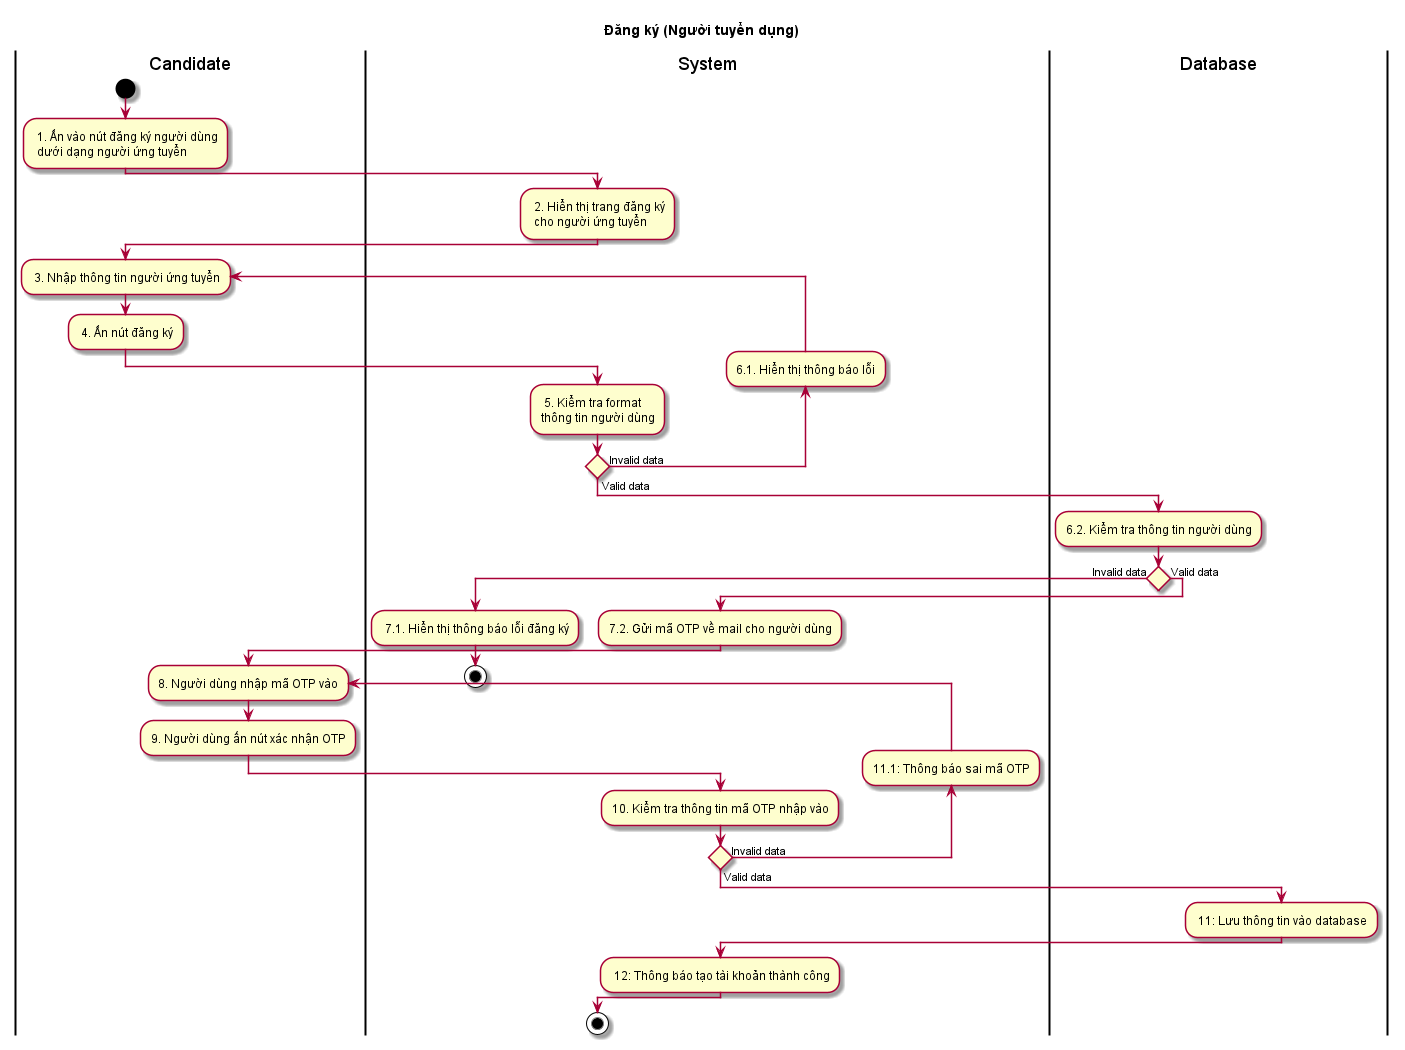 Đăng ký (Người tuyển dụng)
Candidate
System
Database
1. Ấn vào nút đăng ký người dùng
dưới dạng người ứng tuyển
2. Hiển thị trang đăng ký
cho người ứng tuyển
3. Nhập thông tin người ứng tuyển
4. Ấn nút đăng ký
6.1. Hiển thị thông báo lỗi
5. Kiểm tra format
thông tin người dùng
Invalid data
Valid data
6.2. Kiểm tra thông tin người dùng
Invalid data
Valid data
7.1. Hiển thị thông báo lỗi đăng ký
7.2. Gửi mã OTP về mail cho người dùng
8. Người dùng nhập mã OTP vào
9. Người dùng ấn nút xác nhận OTP
11.1: Thông báo sai mã OTP
10. Kiểm tra thông tin mã OTP nhập vào
Invalid data
Valid data
11: Lưu thông tin vào database
12: Thông báo tạo tài khoản thành công